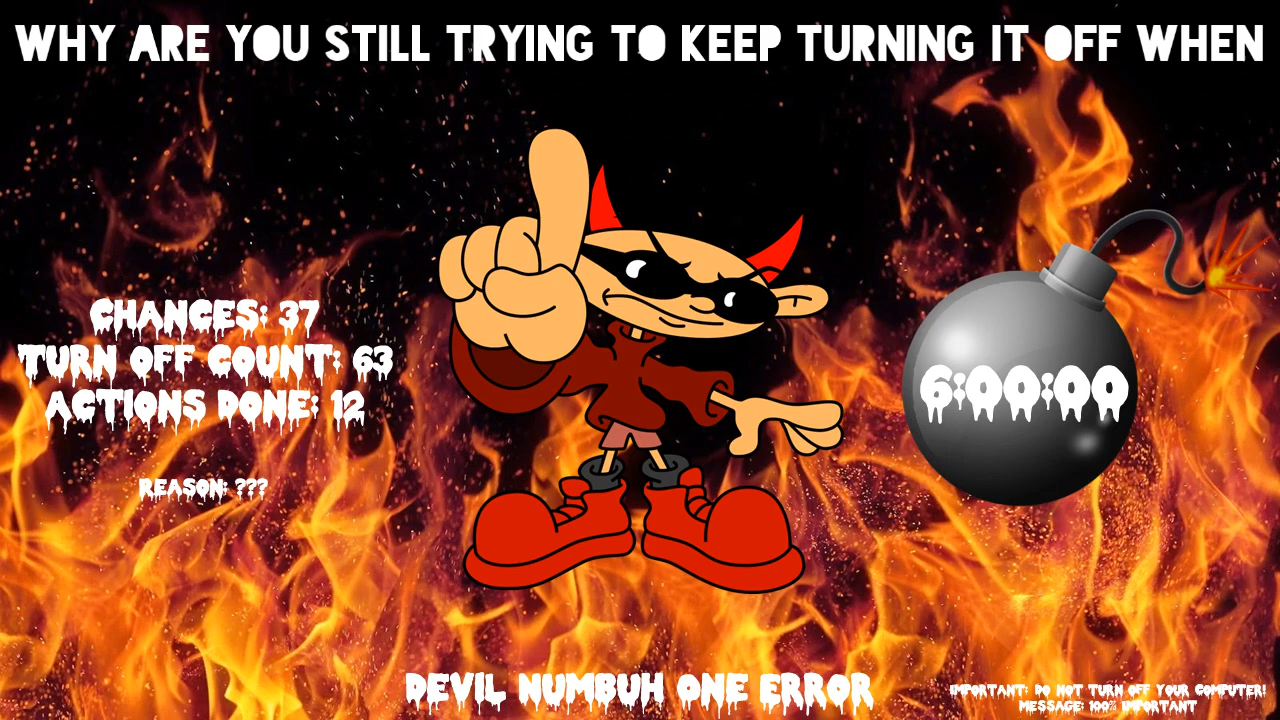 WHY ARE YOU STILL TRYING TO KEEP TURNING IT OFF WHEN
CHANCES: 37
TURN OFF COUNT: 63
ACTIONS DONE: 12
REASON: ???
6:00:00
DEVIL NUMBUH ONE ERROR
IMPORTANT: DO NOT TURN OFF YOUR COMPUTER!
MESSAGE: 100% IMPORTANT